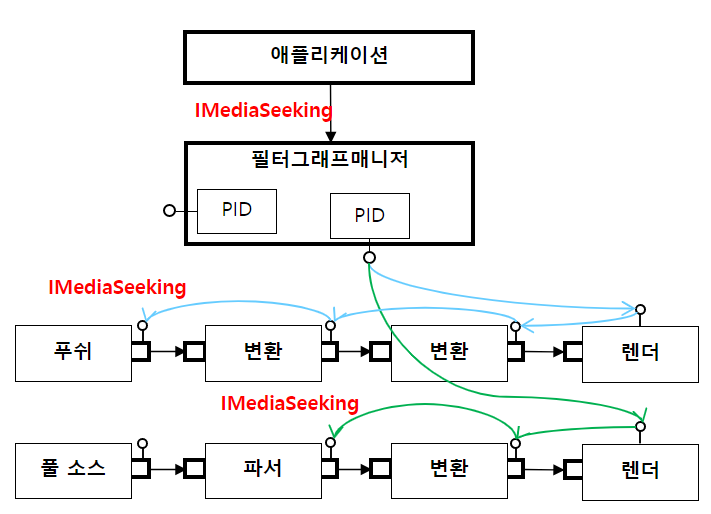 애플리케이션
IMediaSeeking
필터그래프매니저
PID
PID
IMediaSeeking
푸쉬
변환
변환
렌더
IMediaSeeking
풀 소스
파서
변환
렌더